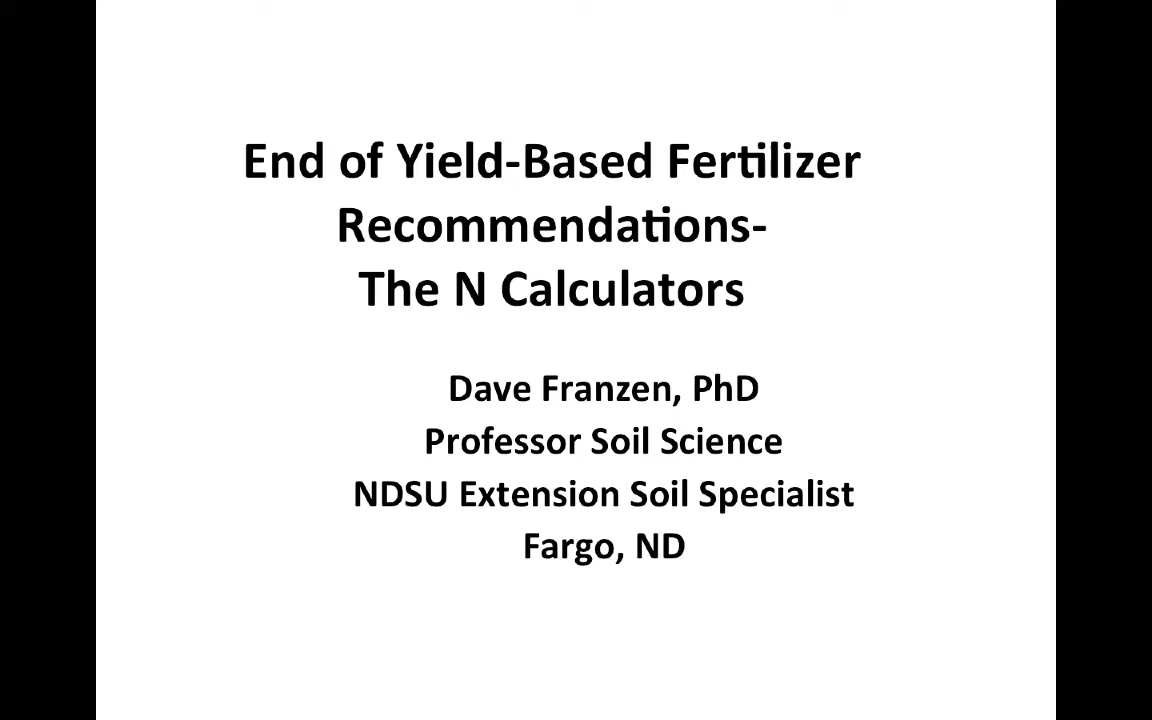 End of Yield-Based Fertilizer
Recommendations-
The N Calculators
Dave Franzen, PhD
Professor Soil Science
NDSU Extension Soil Specialist
Fargo, ND